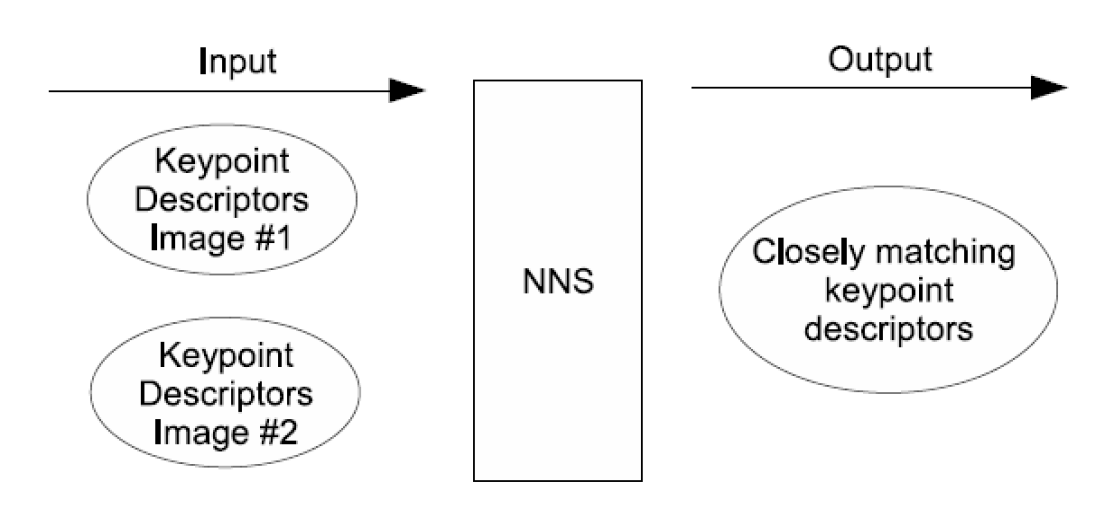 Input
Keypoint
Descriptors
Image #1
Keypoint
Descriptors
Image #2
NNS
Output
Closely matching
keypoint
descriptors